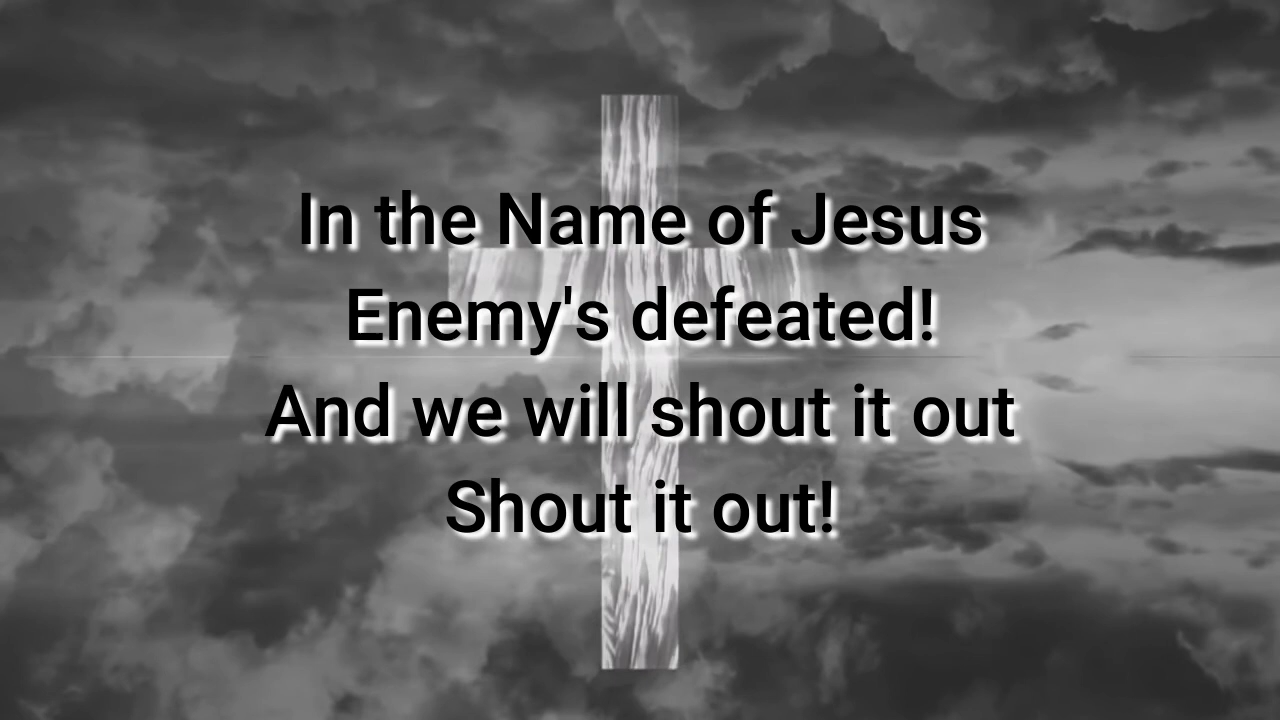 In the Name of Jesus
Enemy's defeated!
And we will shout it out
Shout it out!